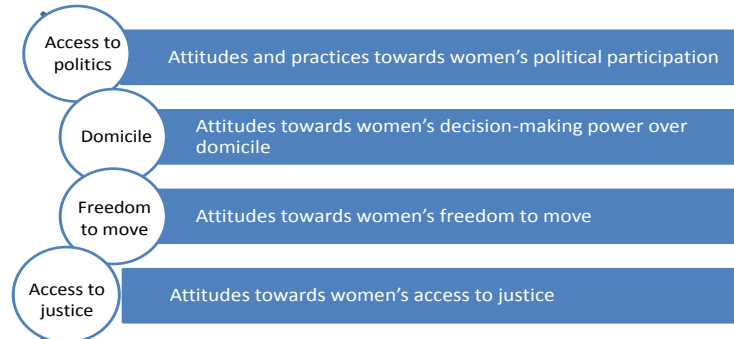 Access to
politics
Attitudes and practices towards women's political participation
Domicile
Attitudes towards women's decision-making power over
domicile
Freedom
to move
Attitudes towards women's freedom to move
Access to
justice
Attitudes towards women's access to justice